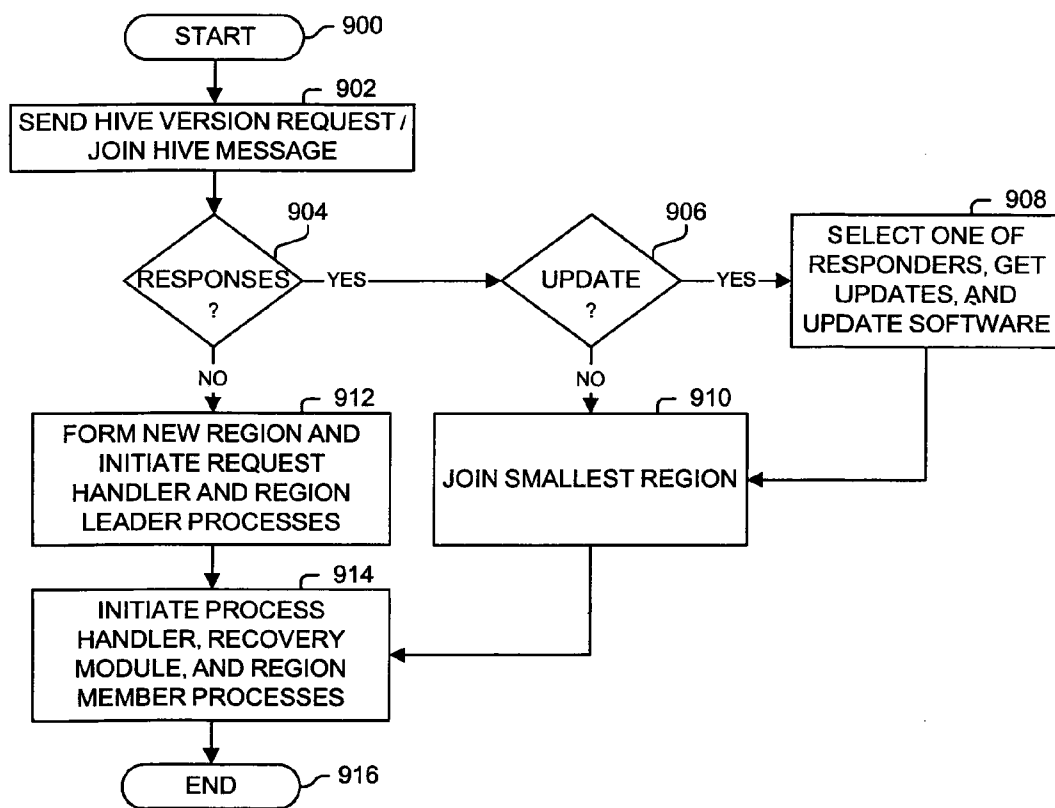 START
900
902
SEND HIVE VERSION REQUEST /
JOIN HIVE MESSAGE
904
RESPONSES
?
YES
906
UPDATE
?
YES
908
SELECT ONE OF
RESPONDERS, GET
UPDATES, AND
UPDATE SOFTWARE
NO
912
FORM NEW REGION AND
INITIATE REQUEST
HANDLER AND REGION
LEADER PROCESSES
NO
910
JOIN SMALLEST REGION
914
INITIATE PROCESS
HANDLER, RECOVERY
MODULE, AND REGION
MEMBER PROCESSES
END
916